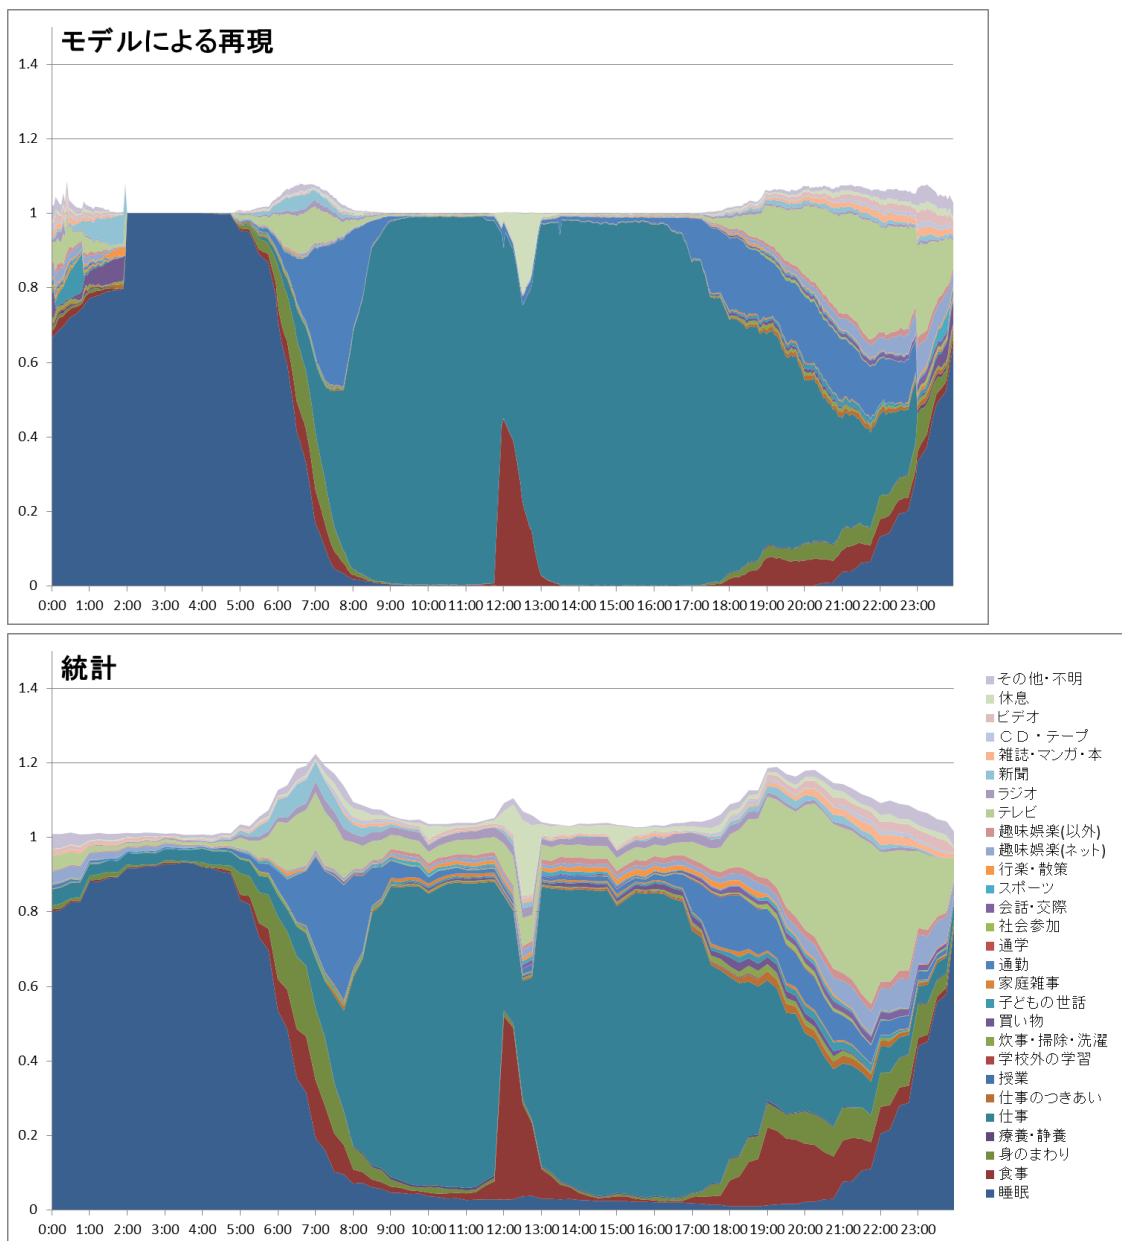 モデルによる再現
1.4
1.2
1
0.8
0.6
0.4
0.2
0
0:00 1:00 2:00 3:00 4:00 5:00 6:00 7:00 8:00 9:00 10:00 11:00 12:00 13:00 14:00 15:00 16:00 17:00 18:00 19:00 20:00 21:00 22:00 23:00
統計
1.4
1.2
1
0.8
0.6
0.4
0.2
0
0:00 1:00 2:00 3:00 4:00 5:00 6:00 7:00 8:00 9:00 10:00 11:00 12:00 13:00 14:00 15:00 16:00 17:00 18:00 19:00 20:00 21:00 22:00 23:00
その他・不明
休息
ビデオ
ＣＤ・テープ
雑誌・マンガ・本
新聞
ラジオ
テレビ
趣味娯楽(以外)
趣味娯楽(ネット)
行楽・散策
スポーツ
会話・交際
社会参加
通学
通勤
家庭雑事
子どもの世話
買い物
炊事・掃除・洗濯
学校外の学習
授業
仕事のつきあい
仕事
療養・静養
身のまわり
食事
睡眠